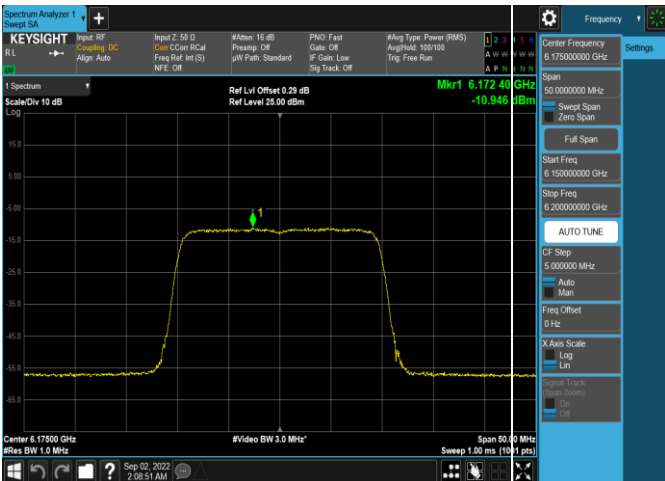 Spectrum Analyzer 1
Swept SA
+
Frequency
KEYSIGHT
Input: RF
Input Z: 50 Ω
#Atten: 16 dB
PNO: Fast
#Avg Type: Power (RMS)
1 2 3 4 5 6
R L
Coupling: DC
Corr CCorr RCal
Preamp: Off
Gate: Off
Avg|Hold: 100/100
Align: Auto
Freq Ref: Int (S)
µW Path: Standard
IF Gain: Low
Trig: Free Run
A W W W W W
LW
NFE: Off
Sig Track: Off
A P N N N N
1 Spectrum
Ref Lvl Offset 0.29 dB
Mkr1 6.172 40 GHz
Scale/Div 10 dB
Ref Level 25.00 dBm
-10.946 dBm
Log
15.0
5.00
-5.00
1
-15.0
-25.0
-35.0
-45.0
-55.0
-65.0
Center 6.17500 GHz
#Video BW 3.0 MHz*
Span 50.00 MHz
#Res BW 1.0 MHz
Sweep 1.00 ms (1001 pts)
Sep 02, 2022
2:08:51 AM
Center Frequency
6.175000000 GHz
Settings
Span
50.0000000 MHz
Swept Span
Zero Span
Full Span
Start Freq
6.150000000 GHz
Stop Freq
6.200000000 GHz
AUTO TUNE
CF Step
5.000000 MHz
Auto
Man
Freq Offset
0 Hz
X Axis Scale
Log
Lin
Signal Track
(Span Zoom)
On
Off